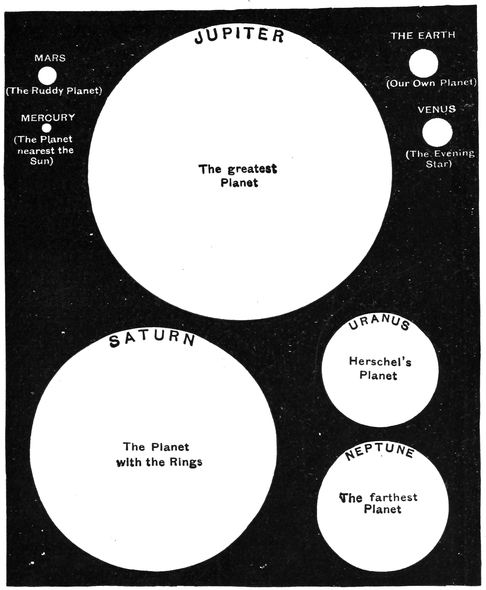 JUPITER
The greatest
Planet
MARS
(The Ruddy Planet)
MERCURY
(The Planet
nearest the
Sun)
THE EARTH
(Our Own Planet)
VENUS
(The Evening
Star)
SATURN
The Planet
with the Rings
URANUS
Herschel's
Planet
NEPTUNE
The farthest
Planet